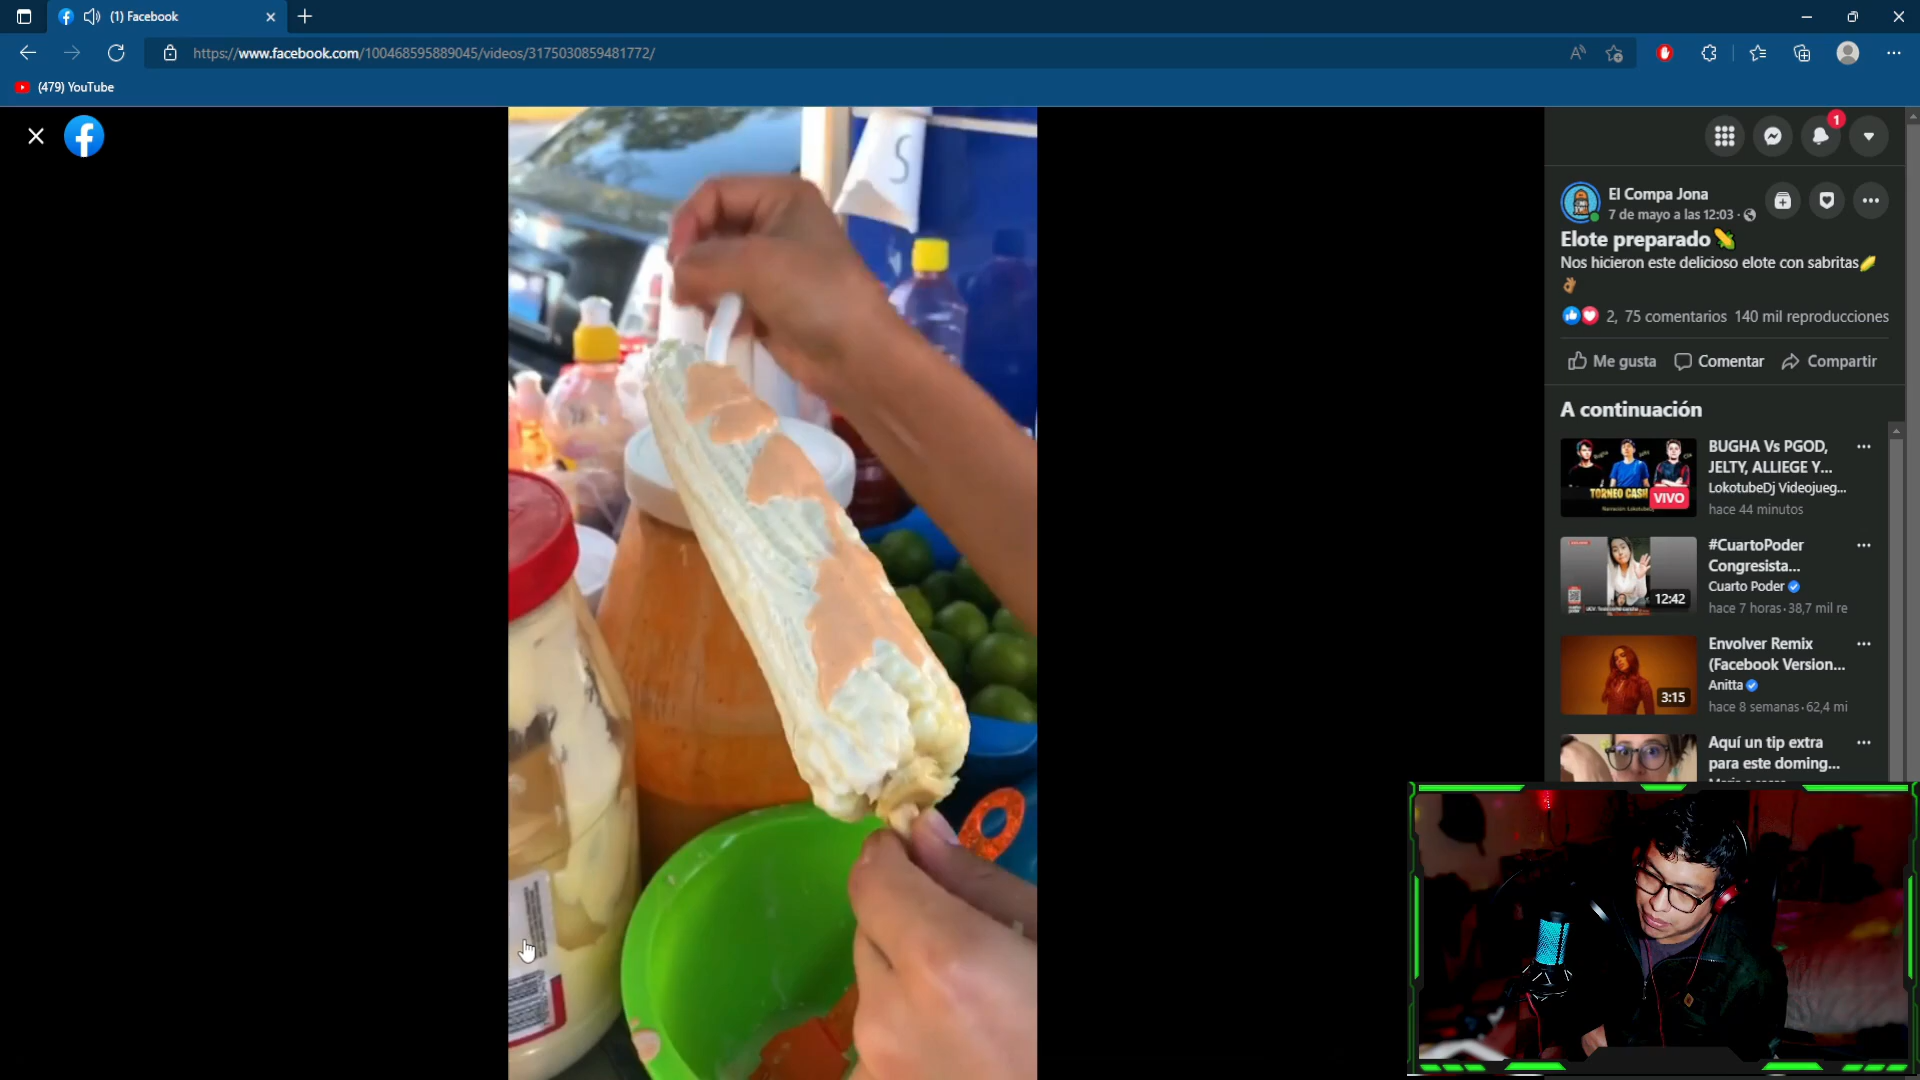 (1) Facebook
https://www.facebook.com/100468595889045/videos/3175030859481772/
(479) YouTube
S
1
El Compa Jona
7 de mayo a las 12:03 ·
Elote preparado🌽
Nos hicieron este delicioso elote con sabritas🌽
👌🏾
2, 75 comentarios 140 mil reproducciones
Me gusta Comentar Compartir
A continuación
BUGHA Vs PGOD,
JELTY, ALLIEGE Y...
LokotubeDj Videojueg...
hace 44 minutos
TORNEO CASH
VIVO
#CuartoPoder
Congresista...
Cuarto Poder
hace 7 horas · 38,7 mil re
12:42
Envolver Remix
(Facebook Version...
Anitta
hace 8 semanas · 62,4 mi
3:15
Aquí un tip extra
para este doming...